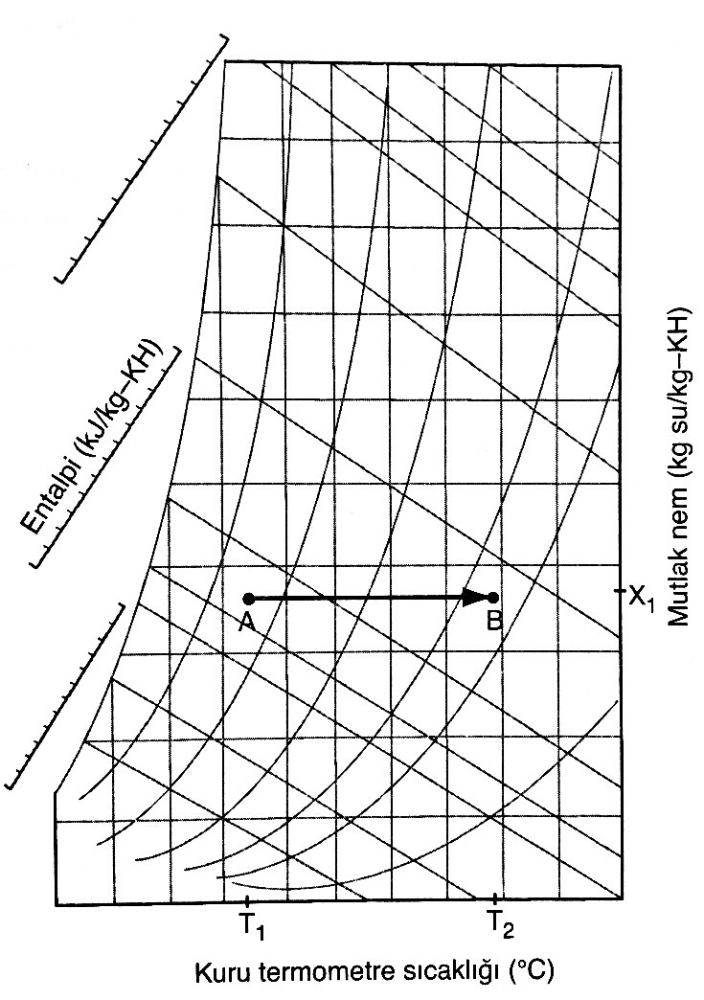 Entalpi (kJ/kg–KH)
Mutlak nem (kg su/kg–KH)
X1
A
B
T1
T2
Kuru termometre sıcaklığı (°C)